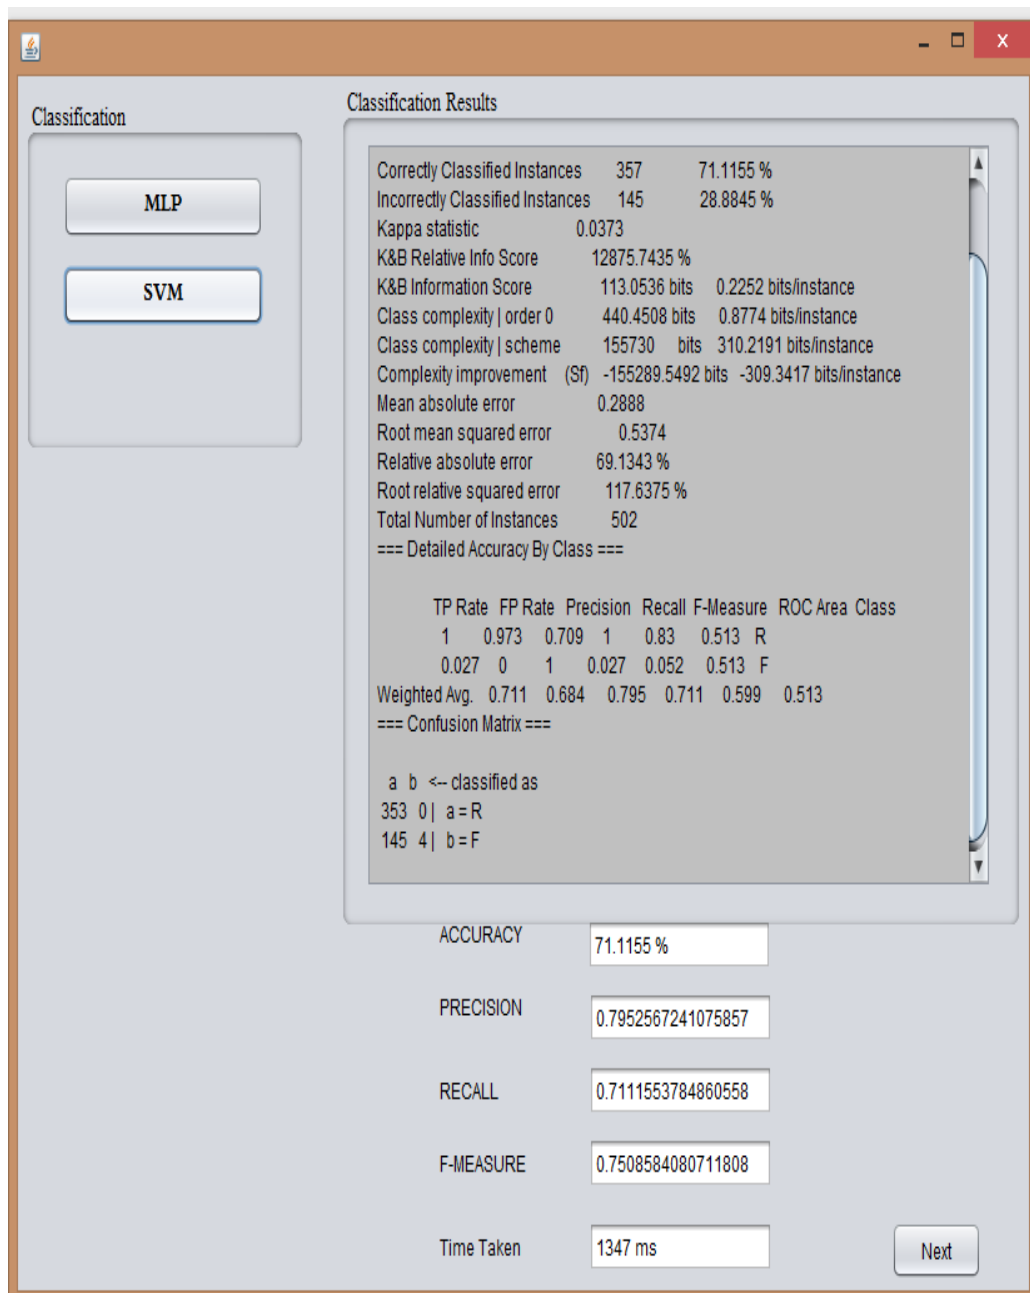 Classification
MLP
SVM
Classification Results
Correctly Classified Instances 357 71.1155 %
Incorrectly Classified Instances 145 28.8845 %
Kappa statistic 0.0373
K&B Relative Info Score 12875.7435 %
K&B Information Score 113.0536 bits 0.2252 bits/instance
Class complexity | order 0 440.4508 bits 0.8774 bits/instance
Class complexity | scheme 155730 bits 310.2191 bits/instance
Complexity improvement (Sf) -155289.5492 bits -309.3417 bits/instance
Mean absolute error 0.2888
Root mean squared error 0.5374
Relative absolute error 69.1343 %
Root relative squared error 117.6375 %
Total Number of Instances 502
=== Detailed Accuracy By Class ===
TP Rate FP Rate Precision Recall F-Measure ROC Area Class
1 0.973 0.709 1 0.83 0.513 R
0.027 0 1 0.027 0.052 0.513 F
Weighted Avg. 0.711 0.684 0.795 0.711 0.599 0.513
=== Confusion Matrix ===
a b <-- classified as
353 0 | a = R
145 4 | b = F
ACCURACY 71.1155 %
PRECISION 0.7952567241075857
RECALL 0.7111553784860558
F-MEASURE 0.7508584080711808
Time Taken 1347 ms
Next